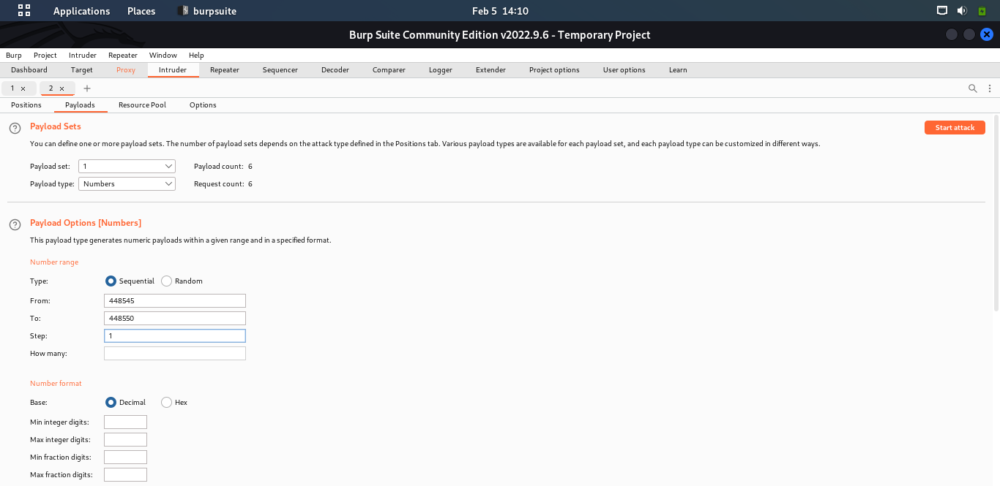 Applications Places burpsuite Feb 5 14:10
Burp Suite Community Edition v2022.9.6 - Temporary Project
Burp Project Intruder Repeater Window Help
Dashboard Target Proxy Intruder Repeater Sequencer Decoder Comparer Logger Extender Project options User options Learn
1 × 2 × +
Positions Payloads Resource Pool Options
? Payload Sets Start attack
You can define one or more payload sets. The number of payload sets depends on the attack type defined in the Positions tab. Various payload types are available for each payload set, and each payload type can be customized in different ways.
Payload set: 1 Payload count: 6
Payload type: Numbers Request count: 6
? Payload Options [Numbers]
This payload type generates numeric payloads within a given range and in a specified format.
Number range
Type: Sequential Random
From: 448545
To: 448550
Step: 1
How many:
Number format
Base: Decimal Hex
Min integer digits:
Max integer digits:
Min fraction digits:
Max fraction digits: